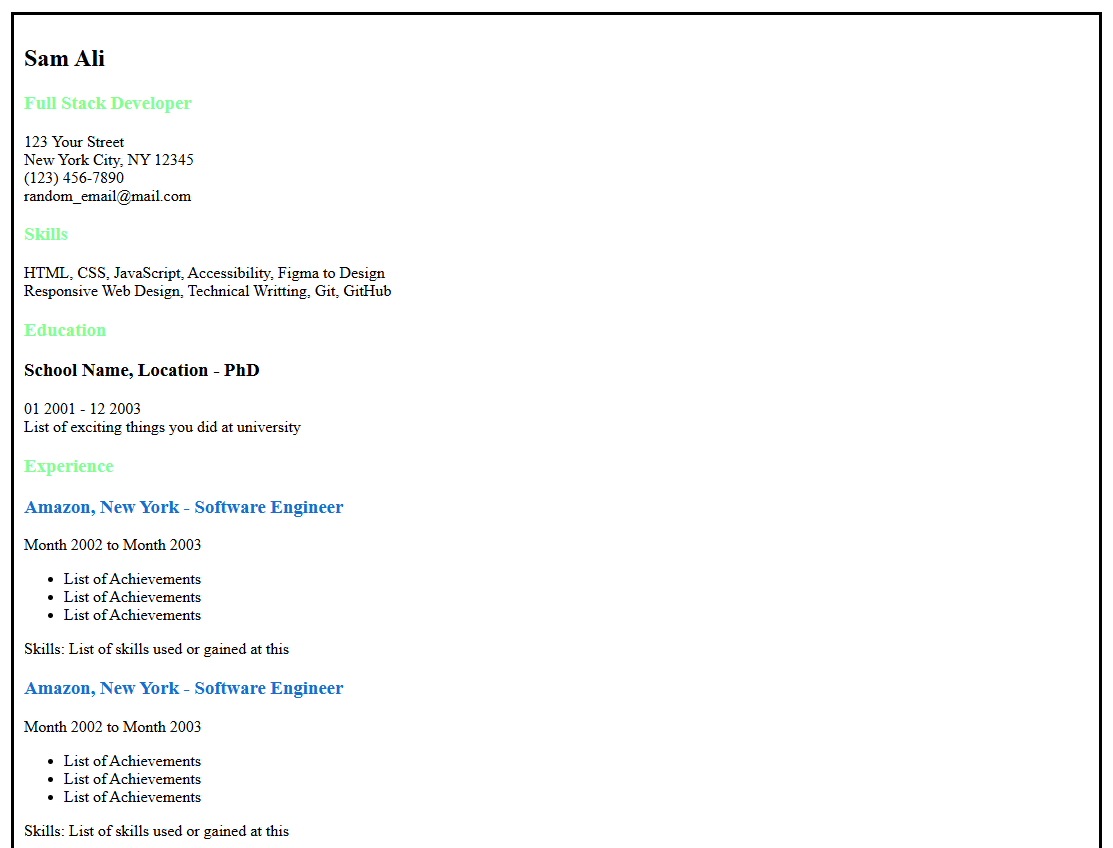 Sam Ali
Full Stack Developer
123 Your Street
New York City, NY 12345
(123) 456-7890
random_email@mail.com
Skills
HTML, CSS, JavaScript, Accessibility, Figma to Design
Responsive Web Design, Technical Writting, Git, GitHub
Education
School Name, Location - PhD
01 2001 - 12 2003
List of exciting things you did at university
Experience
Amazon, New York - Software Engineer
Month 2002 to Month 2003
• List of Achievements
• List of Achievements
• List of Achievements
Skills: List of skills used or gained at this
Amazon, New York - Software Engineer
Month 2002 to Month 2003
• List of Achievements
• List of Achievements
• List of Achievements
Skills: List of skills used or gained at this